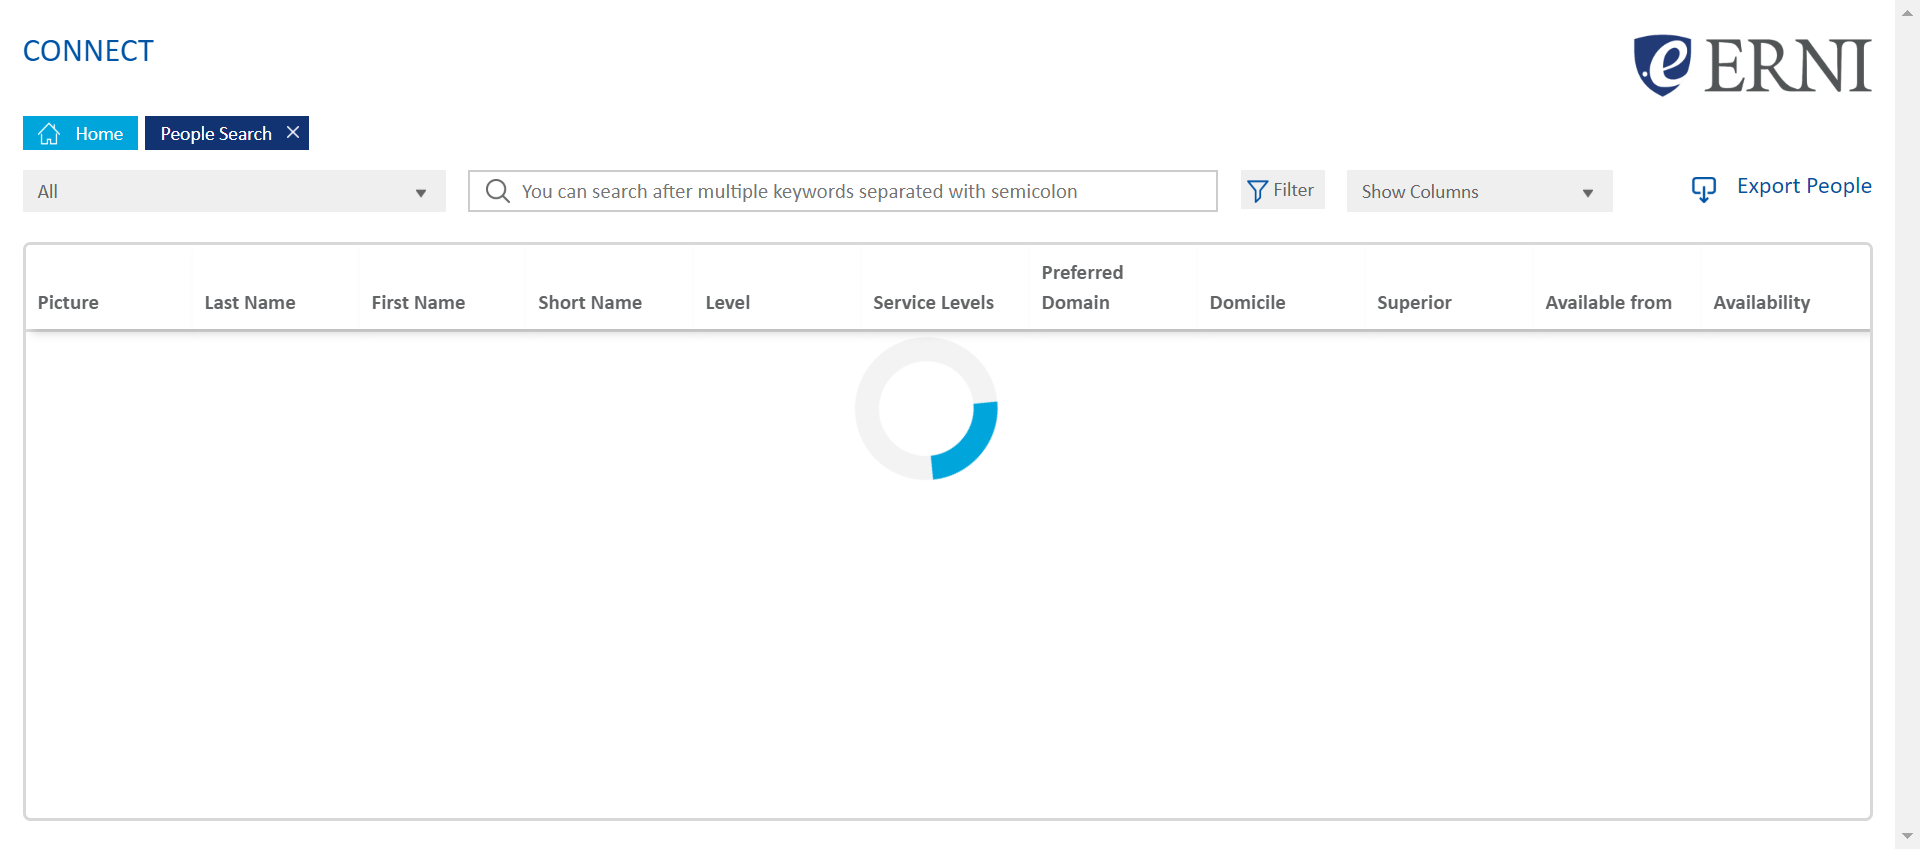 CONNECT
e ERNI
Home
People Search
All
You can search after multiple keywords separated with semicolon
Filter
Show Columns
Export People
Picture
Last Name
First Name
Short Name
Level
Service Levels
Preferred
Domain
Domicile
Superior
Available from
Availability